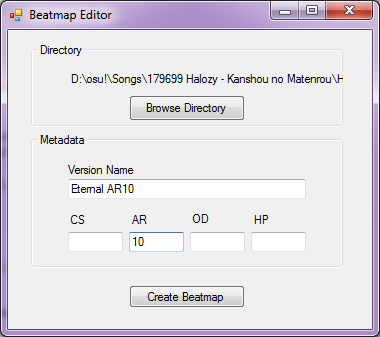 Beatmap Editor
Directory
D:\osu!\Songs\179699 Halozy - Kanshou no Matenrou\H
Browse Directory
Metadata
Version Name
Eternal AR10
CS AR OD HP
10
Create Beatmap